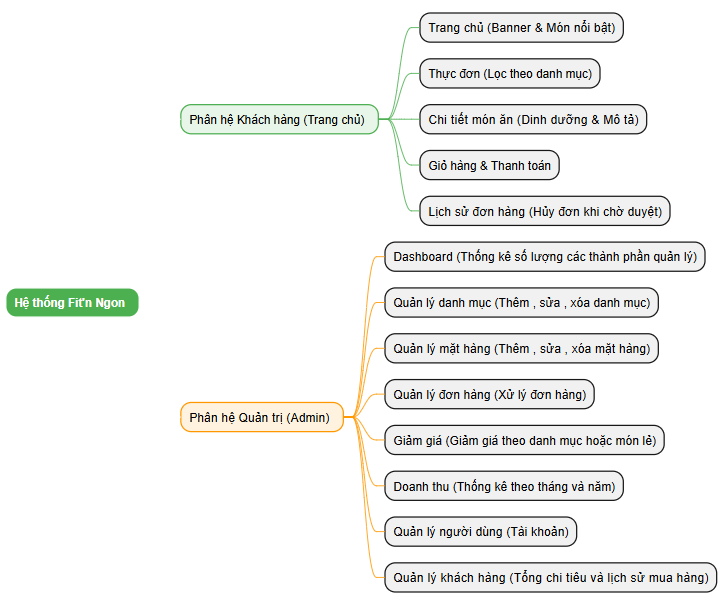 Trang chủ (Banner & Món nổi bật)
Thực đơn (Lọc theo danh mục)
Phân hệ Khách hàng (Trang chủ)
Chi tiết món ăn (Dinh dưỡng & Mô tả)
Giỏ hàng & Thanh toán
Lịch sử đơn hàng (Hủy đơn khi chờ duyệt)
Hệ thống Fit'n Ngon
Dashboard (Thống kê số lượng các thành phần quản lý)
Quản lý danh mục (Thêm , sửa , xóa danh mục)
Quản lý mặt hàng (Thêm , sửa , xóa mặt hàng)
Quản lý đơn hàng (Xử lý đơn hàng)
Phân hệ Quản trị (Admin)
Giảm giá (Giảm giá theo danh mục hoặc món lẻ)
Doanh thu (Thống kê theo tháng và năm)
Quản lý người dùng (Tài khoản)
Quản lý khách hàng (Tổng chi tiêu và lịch sử mua hàng)